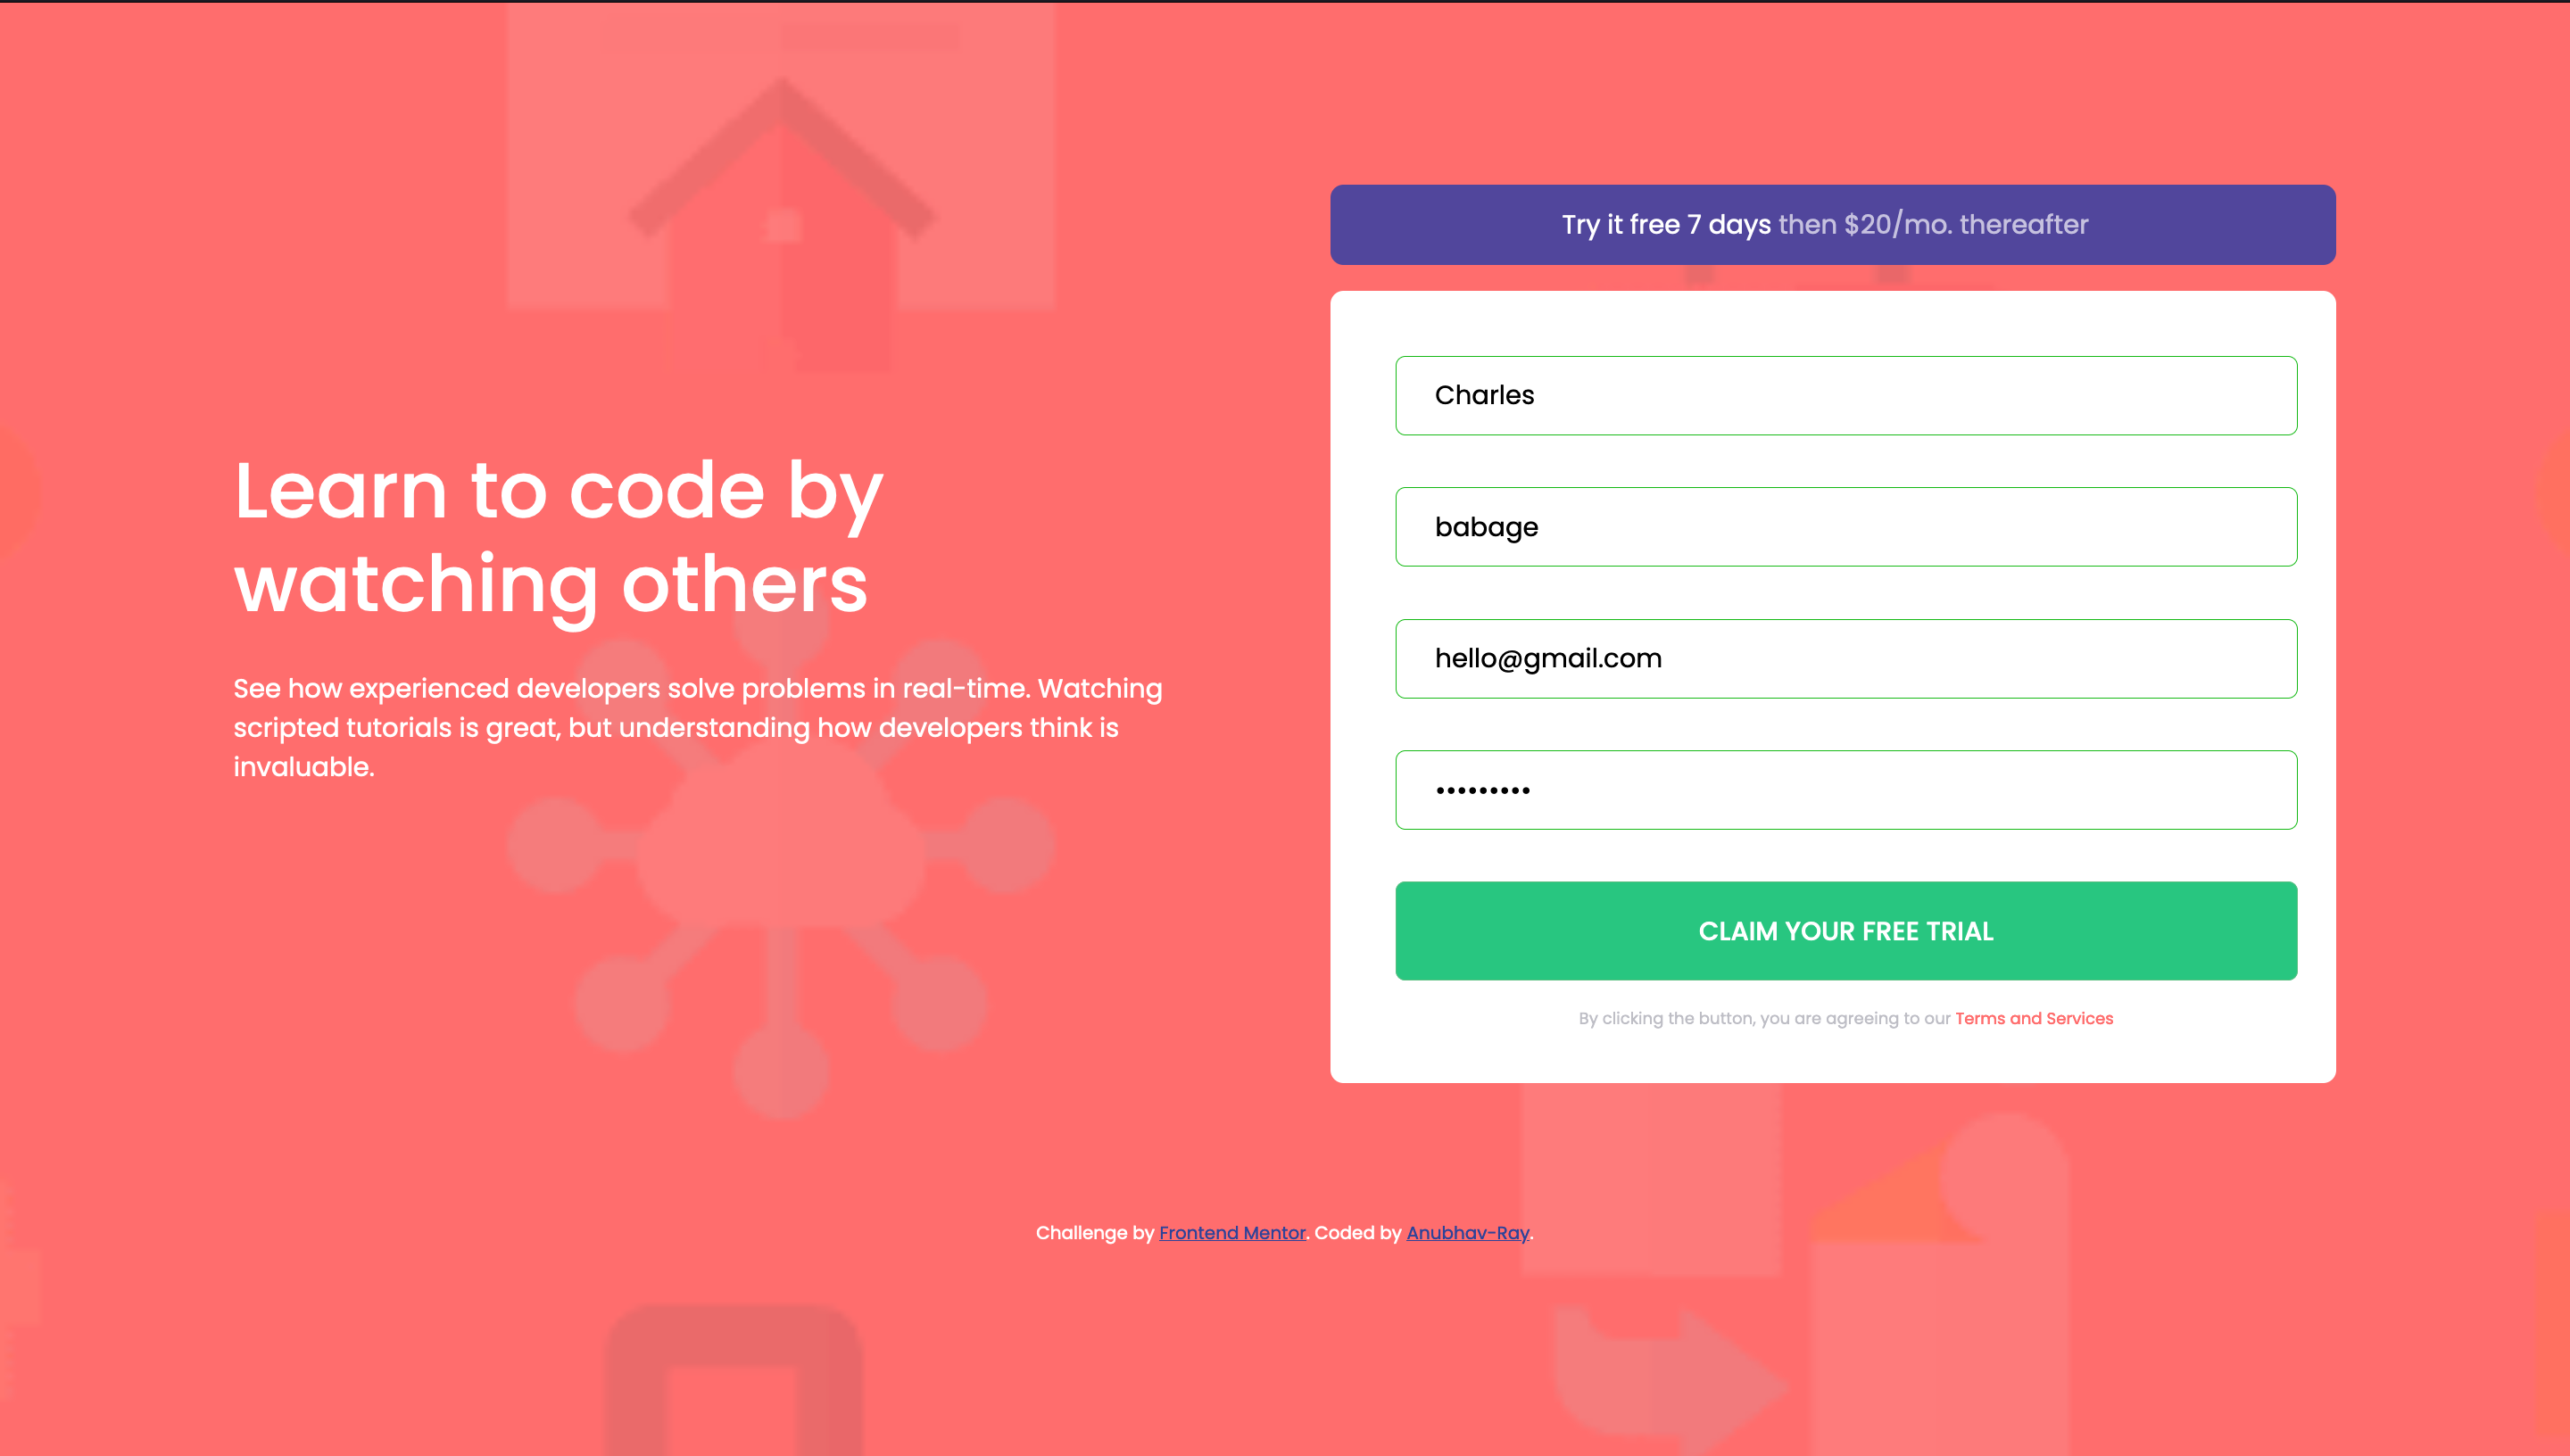 Learn to code by
watching others
See how experienced developers solve problems in real-time. Watching
scripted tutorials is great, but understanding how developers think is
invaluable.
Try it free 7 days then $20/mo. thereafter
Charles
babage
hello@gmail.com
•••••••••
CLAIM YOUR FREE TRIAL
By clicking the button, you are agreeing to our Terms and Services
Challenge by Frontend Mentor. Coded by Anubhav-Ray.